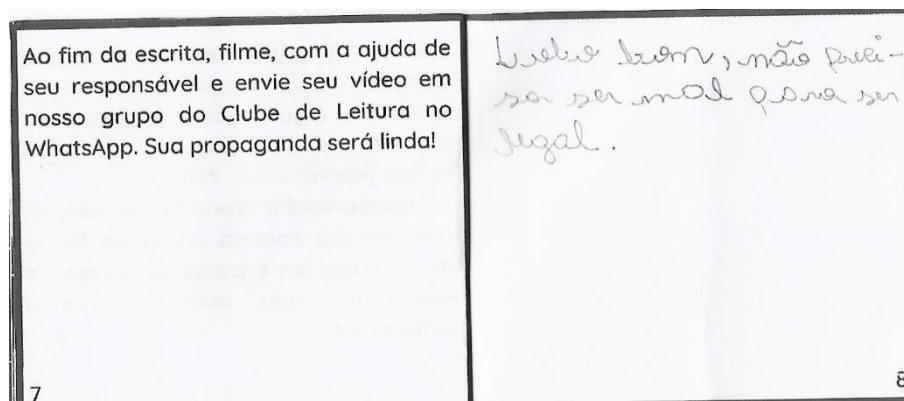 Ao fim da escrita, filme, com a ajuda de
seu responsável e envie seu vídeo em
nosso grupo do Clube de Leitura no
WhatsApp. Sua propaganda será linda!
7
bom, não preci-
sa ser mal para ser
legal.
8